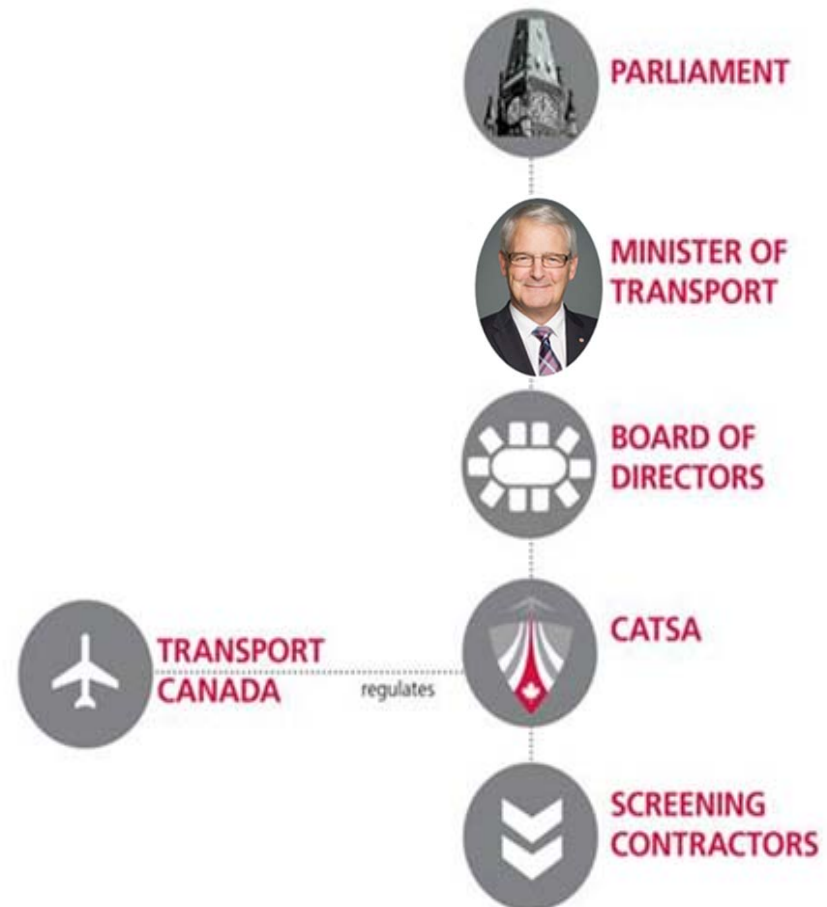 PARLIAMENT
MINISTER OF
TRANSPORT
BOARD OF
DIRECTORS
CATSA
TRANSPORT
CANADA
regulates
SCREENING
CONTRACTORS